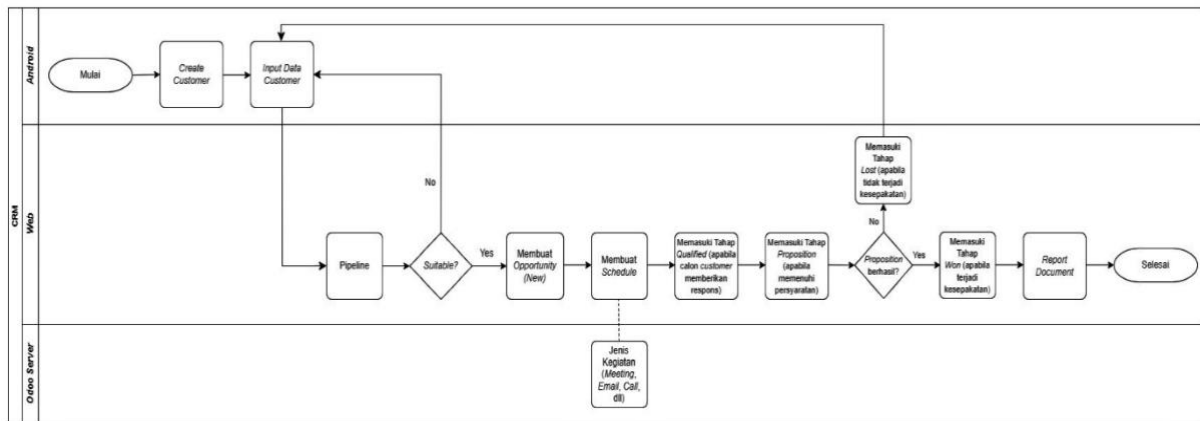 CRM
Android
Mulai
Create
Customer
Input Data
Customer
Web
Pipeline
Suitable?
No
Yes
Membuat
Opportunity
(New)
Membuat
Schedule
Memasuki Tahap
Qualified (apabila
calon customer
memberikan
respons)
Memasuki Tahap
Proposition
(apabila
memenuhi
persyaratan)
Proposition
berhasil?
No
Memasuki
Tahap
Lost (apabila
tidak terjadi
kesepakatan)
Yes
Memasuki
Tahap
Won (apabila
terjadi
kesepakatan)
Report
Document
Selesai
Odoo Server
Jenis
Kegiatan
(Meeting,
Email, Call,
dll)